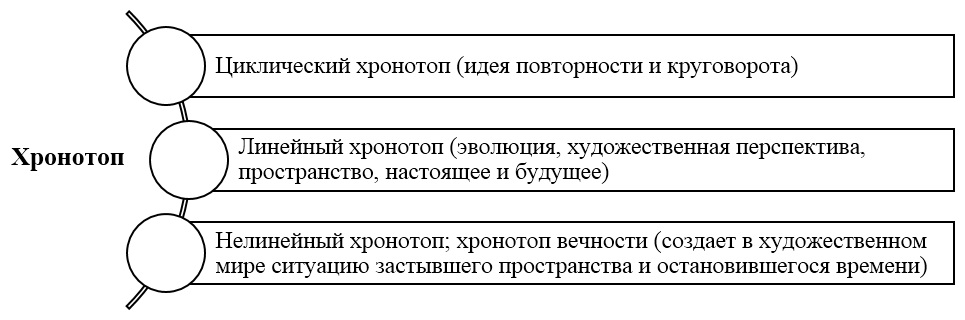 Хронотоп
Циклический хронотоп (идея повторности и круговорота)
Линейный хронотоп (эволюция, художественная перспектива,
пространство, настоящее и будущее)
Нелинейный хронотоп; хронотоп вечности (создает в художественном
мире ситуацию застывшего пространства и остановившегося времени)